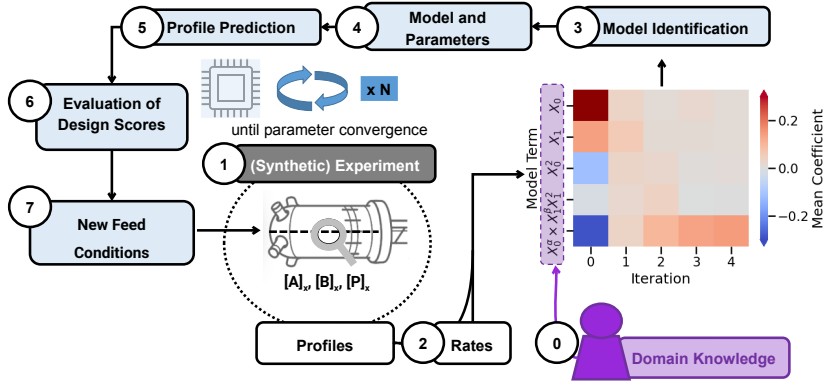 5 Profile Prediction
4 Model and
Parameters
3 Model Identification
6 Evaluation of
Design Scores
x N
until parameter convergence
1 (Synthetic) Experiment
7 New Feed
Conditions
[A]x, [B]x, [P]x
Profiles
2 Rates
Model Term
X₀
X₁
X₀²
X₁²
X₀^α × X₁^β
0 1 2 3 4
Iteration
0.2
0.0
−0.2
Mean Coefficient
0 Domain Knowledge